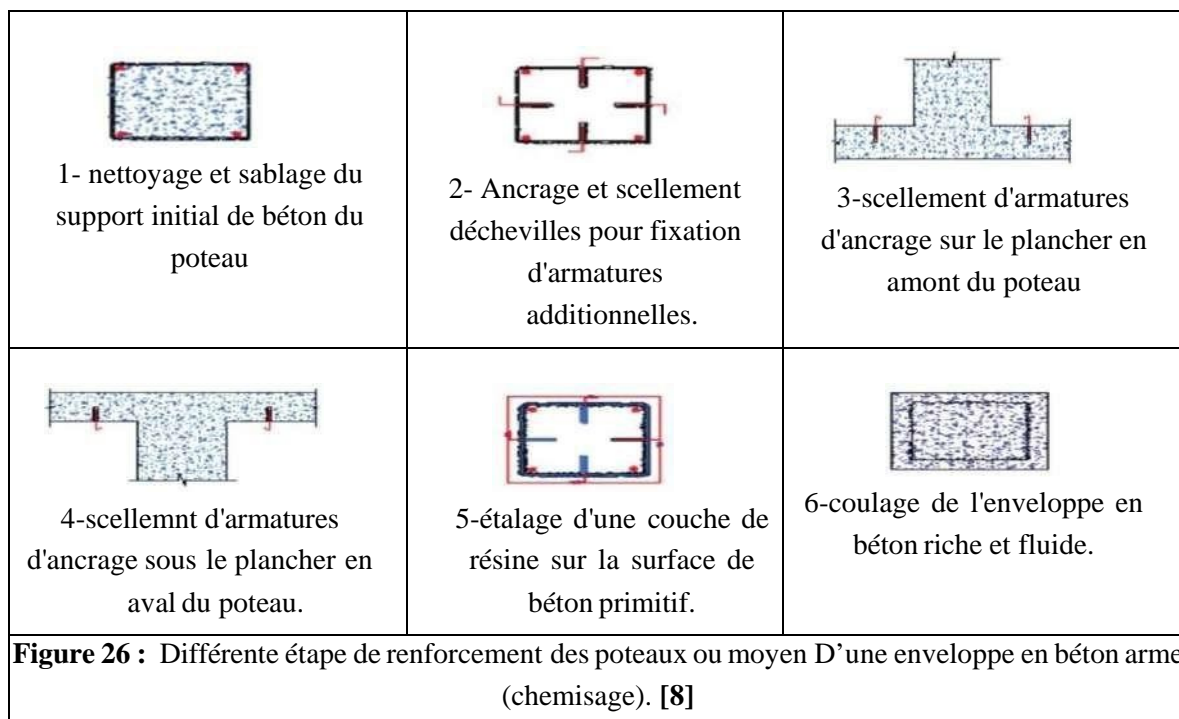 1- nettoyage et sablage du
support initial de béton du
poteau
2- Ancrage et scellement
déchevilles pour fixation
d'armatures
additionnelles.
3-scellement d'armatures
d'ancrage sur le plancher en
amont du poteau
4-scellemnt d'armatures
d'ancrage sous le plancher en
aval du poteau.
5-étalage d'une couche de
résine sur la surface de
béton primitif.
6-coulage de l'enveloppe en
béton riche et fluide.
Figure 26 : Différente étape de renforcement des poteaux ou moyen D'une enveloppe en béton arme
(chemisage). [8]